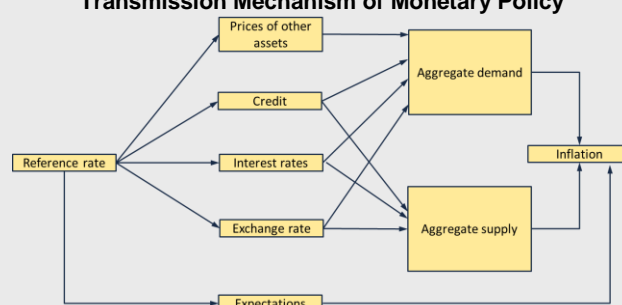 Transmission Mechanism of Monetary Policy
Prices of other
assets
Aggregate demand
Credit
Inflation
Reference rate
Interest rates
Exchange rate
Aggregate supply
Expectations